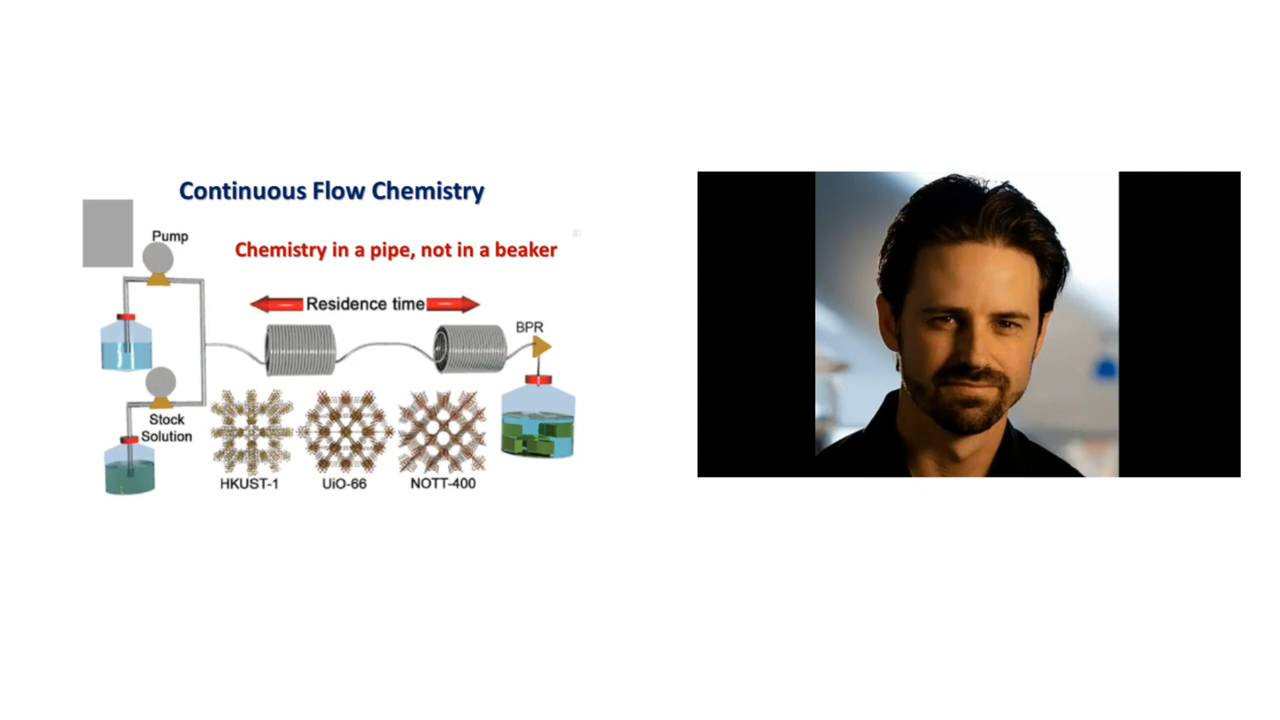 Continuous Flow Chemistry
Pump
Chemistry in a pipe, not in a beaker
Residence time
BPR
Stock
Solution
HKUST-1
UiO-66
NOTT-400